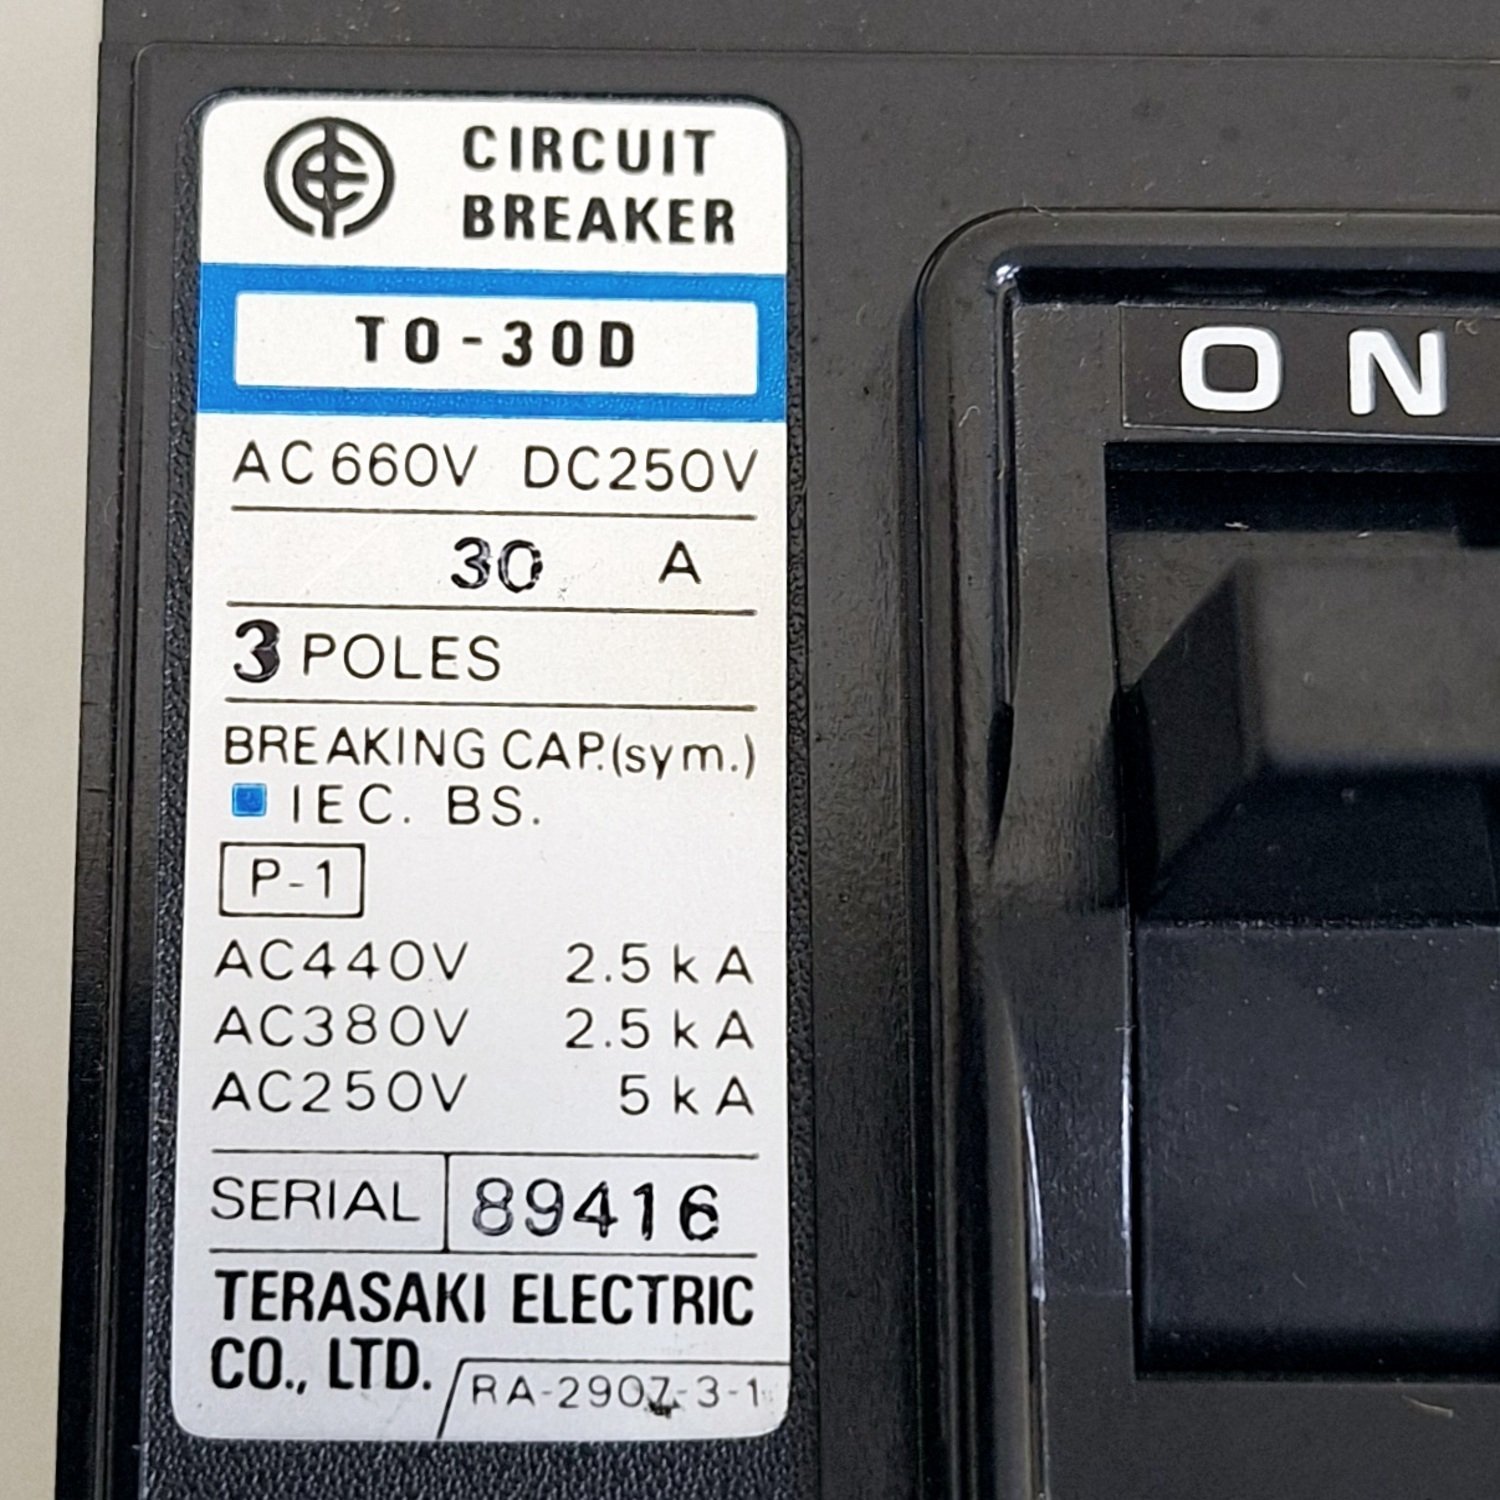 CIRCUIT
BREAKER
TO-30D
AC660V DC250V
30 A
3 POLES
BREAKING CAP.(sym.)
IEC. BS.
P-1
AC440V 2.5kA
AC380V 2.5kA
AC250V 5kA
SERIAL 89416
TERASAKI ELECTRIC
CO., LTD.
RA-2907-3-1
ON